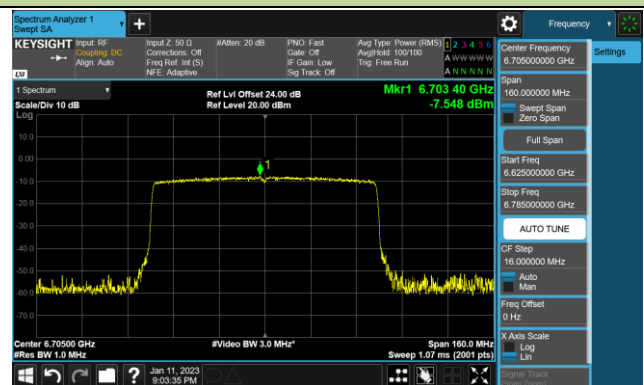 Spectrum Analyzer 1
Swept SA
Frequency
KEYSIGHT
Input: RF
Coupling: DC
Align: Auto
Input Z: 50 Ω
Corrections: Off
Freq Ref: Int (S)
NFE: Adaptive
#Atten: 20 dB
PNO: Fast
Gate: Off
IF Gain: Low
Sig Track: Off
Avg Type: Power (RMS)
Avg|Hold: 100/100
Trig: Free Run
1 2 3 4 5 6
A W W W W W
A N N N N N
LXI
Center Frequency
6.705000000 GHz
Settings
Span
160.000000 MHz
Swept Span
Zero Span
Full Span
Start Freq
6.625000000 GHz
Stop Freq
6.785000000 GHz
AUTO TUNE
CF Step
16.000000 MHz
Auto
Man
Freq Offset
0 Hz
X Axis Scale
Log
Lin
Signal Track
1 Spectrum
Scale/Div 10 dB
Log
Ref Lvl Offset 24.00 dB
Ref Level 20.00 dBm
Mkr1 6.703 40 GHz
-7.548 dBm
1
10.0
0.00
-10.0
-20.0
-30.0
-40.0
-50.0
-60.0
-70.0
Center 6.70500 GHz
#Res BW 1.0 MHz
#Video BW 3.0 MHz*
Span 160.0 MHz
Sweep 1.07 ms (2001 pts)
Jan 11, 2023
9:03:35 PM